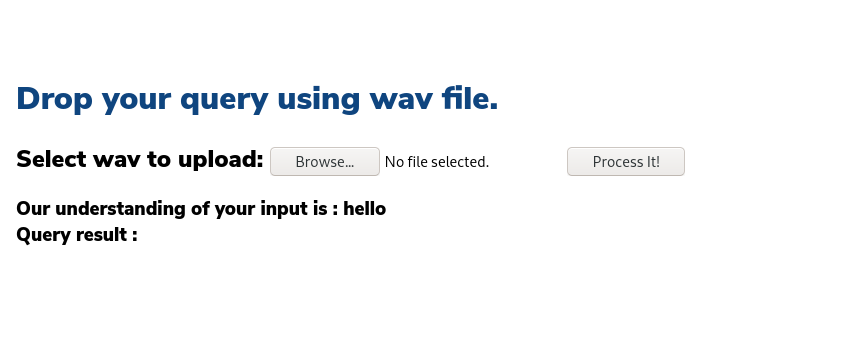 Drop your query using wav file.
Select wav to upload: Browse... No file selected. Process It!
Our understanding of your input is : hello
Query result :